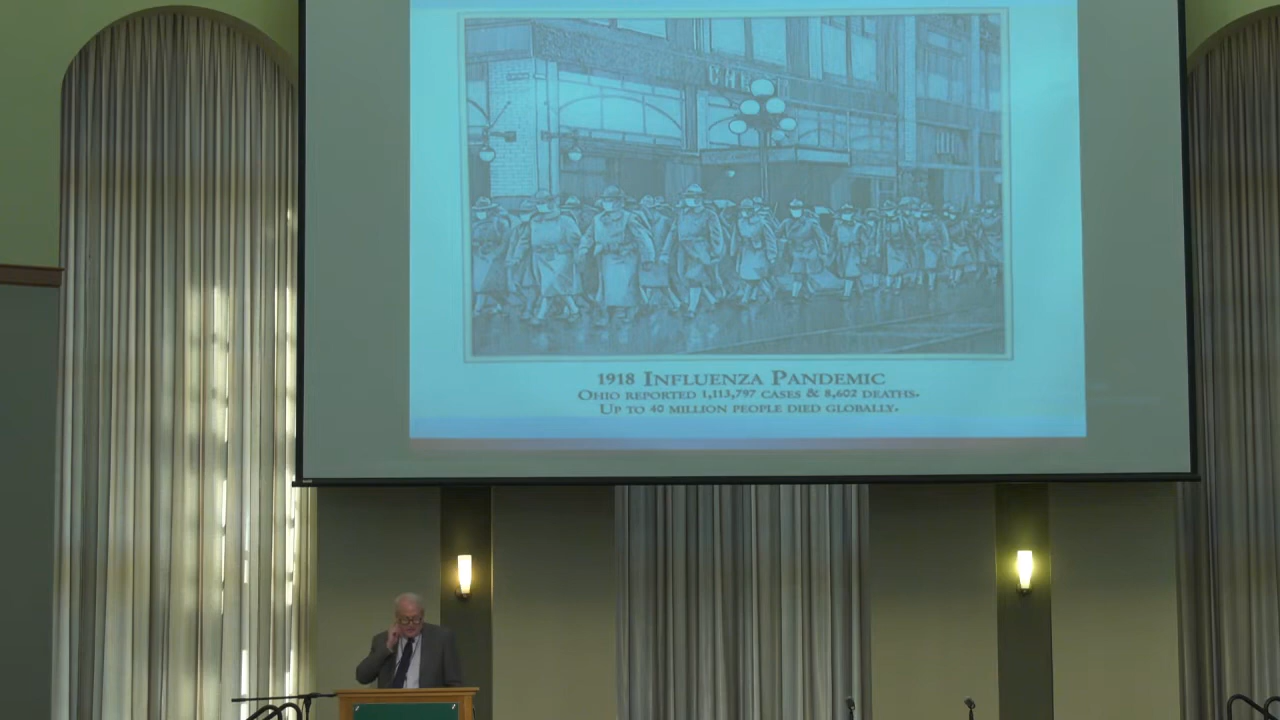 1918 Influenza Pandemic
Ohio reported 1,113,797 cases & 8,602 deaths.
Up to 40 million people died globally.